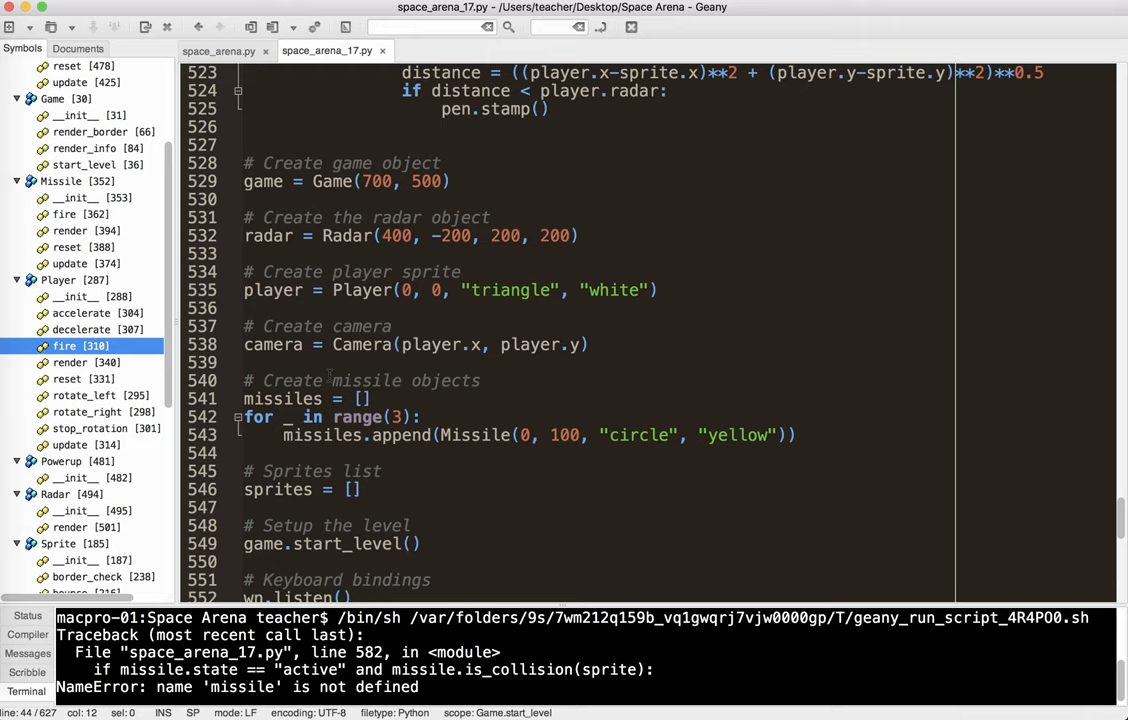 space_arena_17.py - /Users/teacher/Desktop/Space Arena - Geany
Symbols Documents
space_arena.py × space_arena_17.py ×
reset [478]
update [425]
Game [30]
__init__ [31]
render_border [66]
render_info [84]
start_level [36]
Missile [352]
__init__ [353]
fire [362]
render [394]
reset [388]
update [374]
Player [287]
__init__ [288]
accelerate [304]
decelerate [307]
fire [310]
render [340]
reset [331]
rotate_left [295]
rotate_right [298]
stop_rotation [301]
update [314]
Powerup [481]
__init__ [482]
Radar [494]
__init__ [495]
render [501]
Sprite [185]
__init__ [187]
border_check [238]
bounce [216]
523 distance = ((player.x-sprite.x)**2 + (player.y-sprite.y)**2)**0.5
524 if distance < player.radar:
525 pen.stamp()
526
527
528 # Create game object
529 game = Game(700, 500)
530
531 # Create the radar object
532 radar = Radar(400, -200, 200, 200)
533
534 # Create player sprite
535 player = Player(0, 0, "triangle", "white")
536
537 # Create camera
538 camera = Camera(player.x, player.y)
539
540 # Create missile objects
541 missiles = []
542 for _ in range(3):
543 missiles.append(Missile(0, 100, "circle", "yellow"))
544
545 # Sprites list
546 sprites = []
547
548 # Setup the level
549 game.start_level()
550
551 # Keyboard bindings
552 wn.listen()
Status
Compiler
Messages
Scribble
Terminal
macpro-01:Space Arena teacher$ /bin/sh /var/folders/9s/7wm212q159b_vq1gwqrj7vjw0000gp/T/geany_run_script_4R4PO0.sh
Traceback (most recent call last):
File "space_arena_17.py", line 582, in <module>
if missile.state == "active" and missile.is_collision(sprite):
NameError: name 'missile' is not defined
line: 44 / 627 col: 12 sel: 0 INS SP mode: LF encoding: UTF-8 filetype: Python scope: Game.start_level